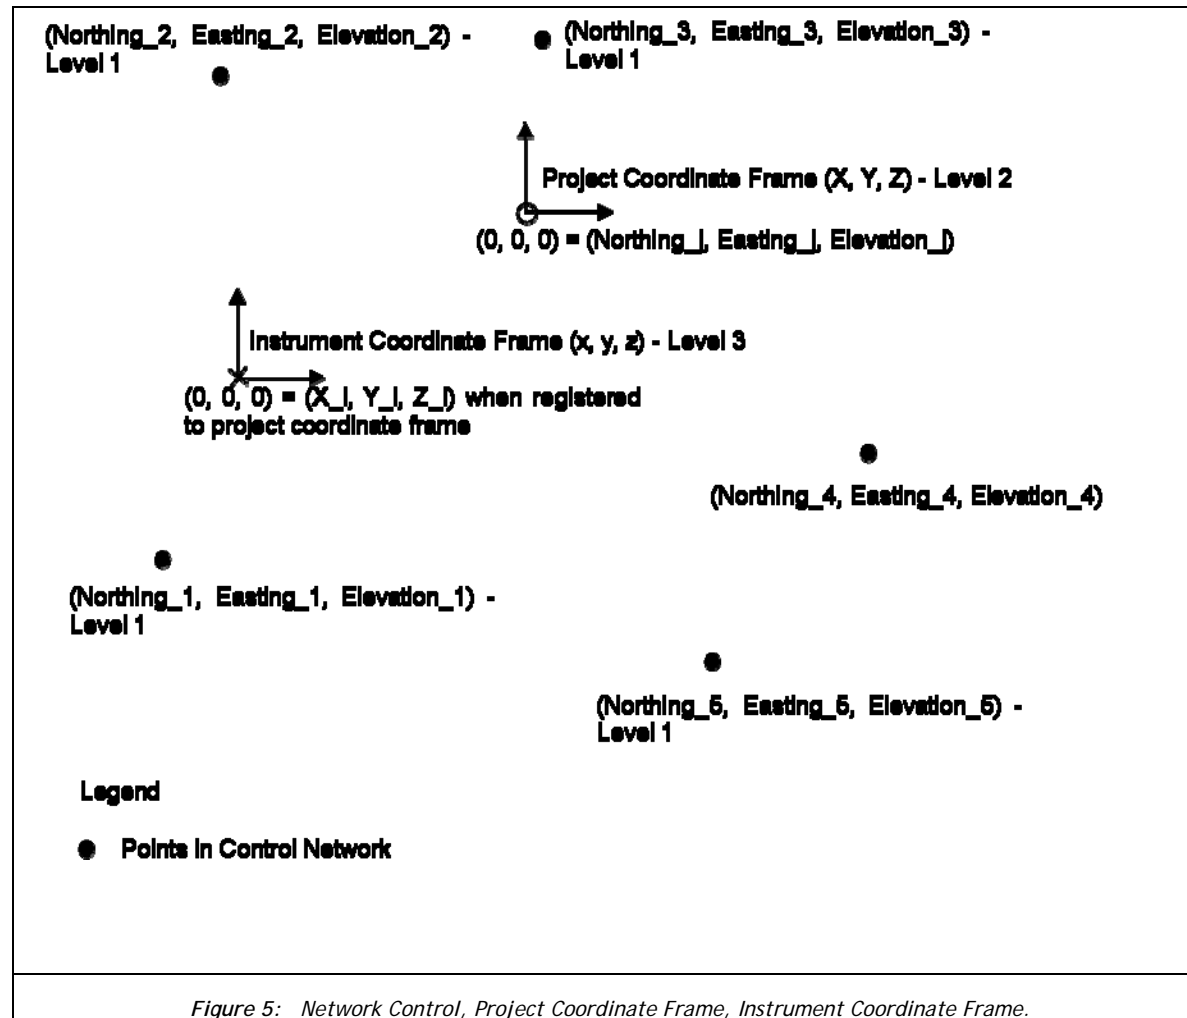 (Northing_2, Easting_2, Elevation_2) -
Level 1
(Northing_3, Easting_3, Elevation_3) -
Level 1
Project Coordinate Frame (X, Y, Z) - Level 2
(0, 0, 0) = (Northing_j, Easting_j, Elevation_j)
Instrument Coordinate Frame (x, y, z) - Level 3
(0, 0, 0) = (X_i, Y_i, Z_i) when registered
to project coordinate frame
(Northing_4, Easting_4, Elevation_4)
(Northing_1, Easting_1, Elevation_1) -
Level 1
(Northing_5, Easting_5, Elevation_5) -
Level 1
Legend
Points in Control Network
Figure 5: Network Control, Project Coordinate Frame, Instrument Coordinate Frame.